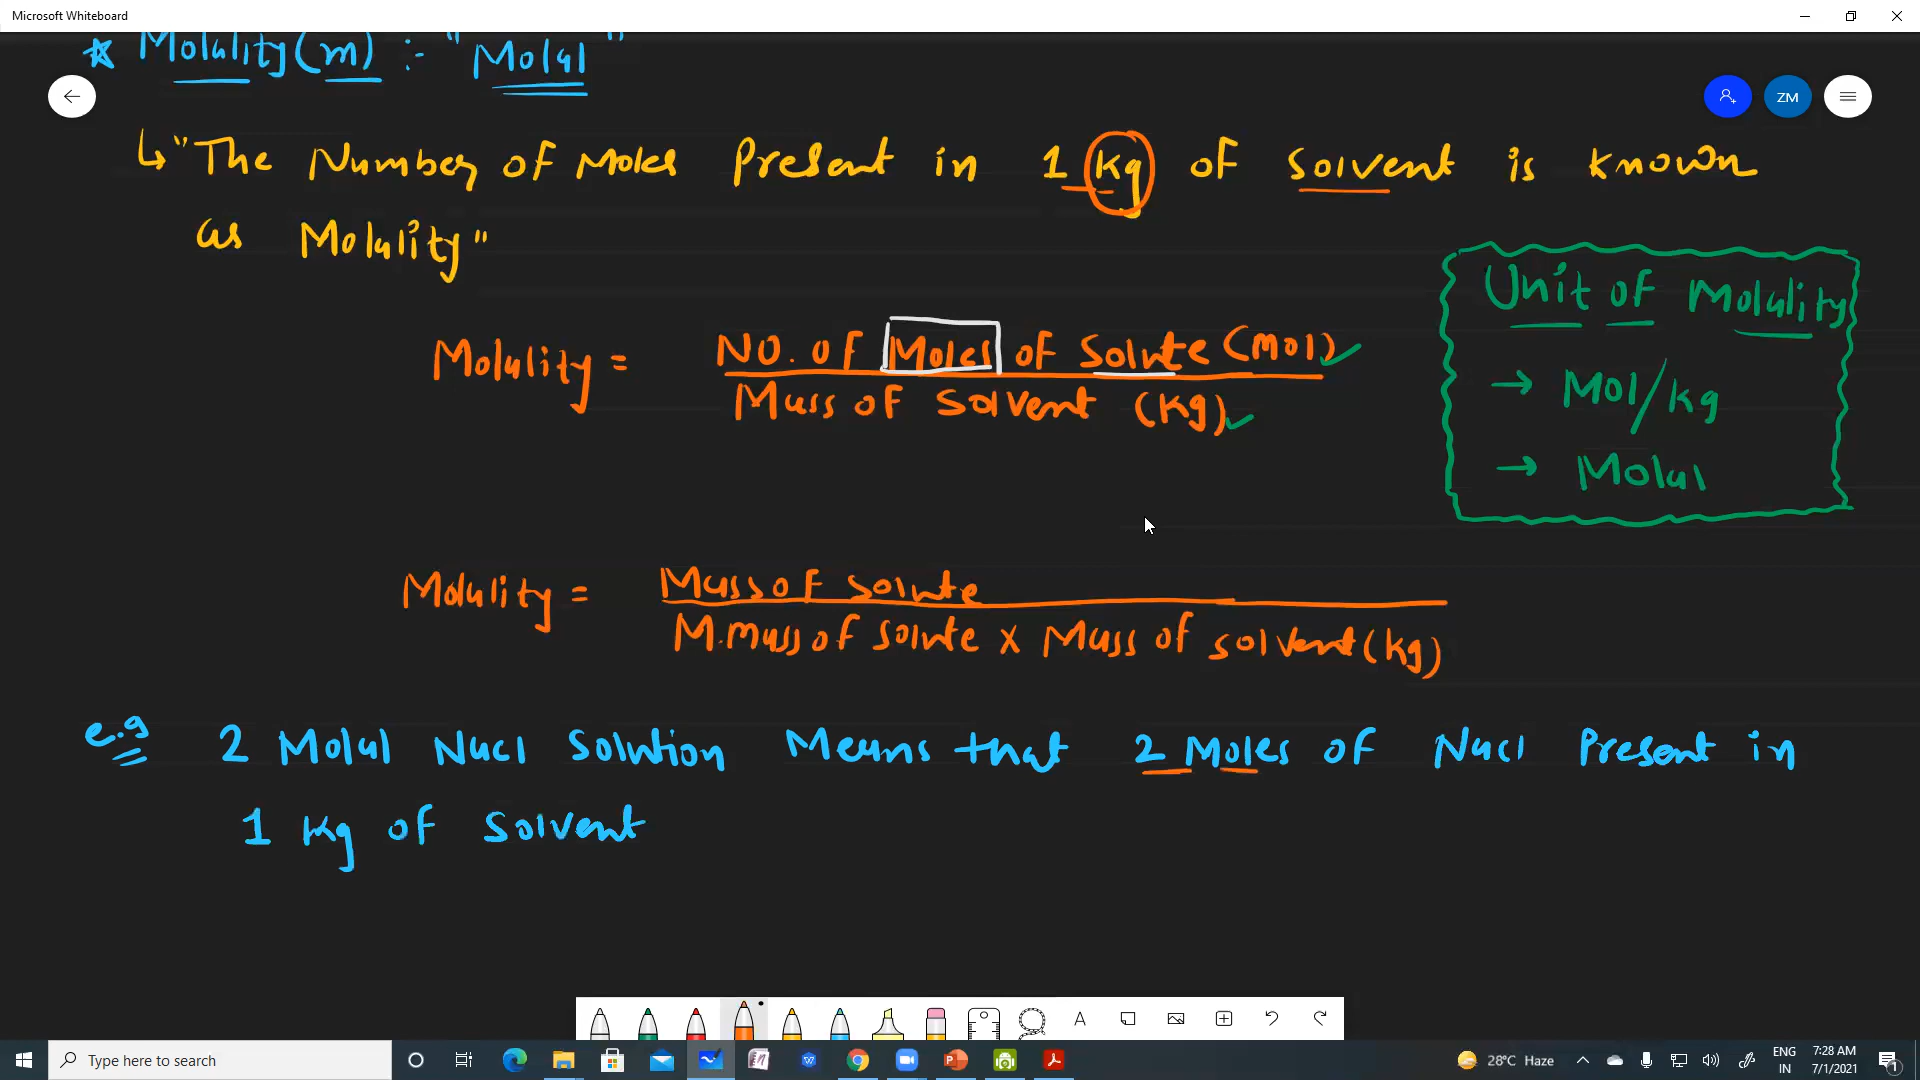 Microsoft Whiteboard
* Molality (m) :- "Molal"
ZM
↳ "The Number of Moles Present in 1 Kg of Solvent is known
as Molality"
Unit of Molality
→ Mol/kg
→ Molal
Molality = No. of Moles of Solute (Mol)
Mass of Solvent (Kg)
Molality = Mass of Solute
M.mass of Solute x Mass of Solvent (kg)
e.g 2 Molal Nacl Solution Means that 2 Moles of Nacl Present in
1 Kg of Solvent
A
Type here to search
28°C Haze
ENG
IN
7:28 AM
7/1/2021
1